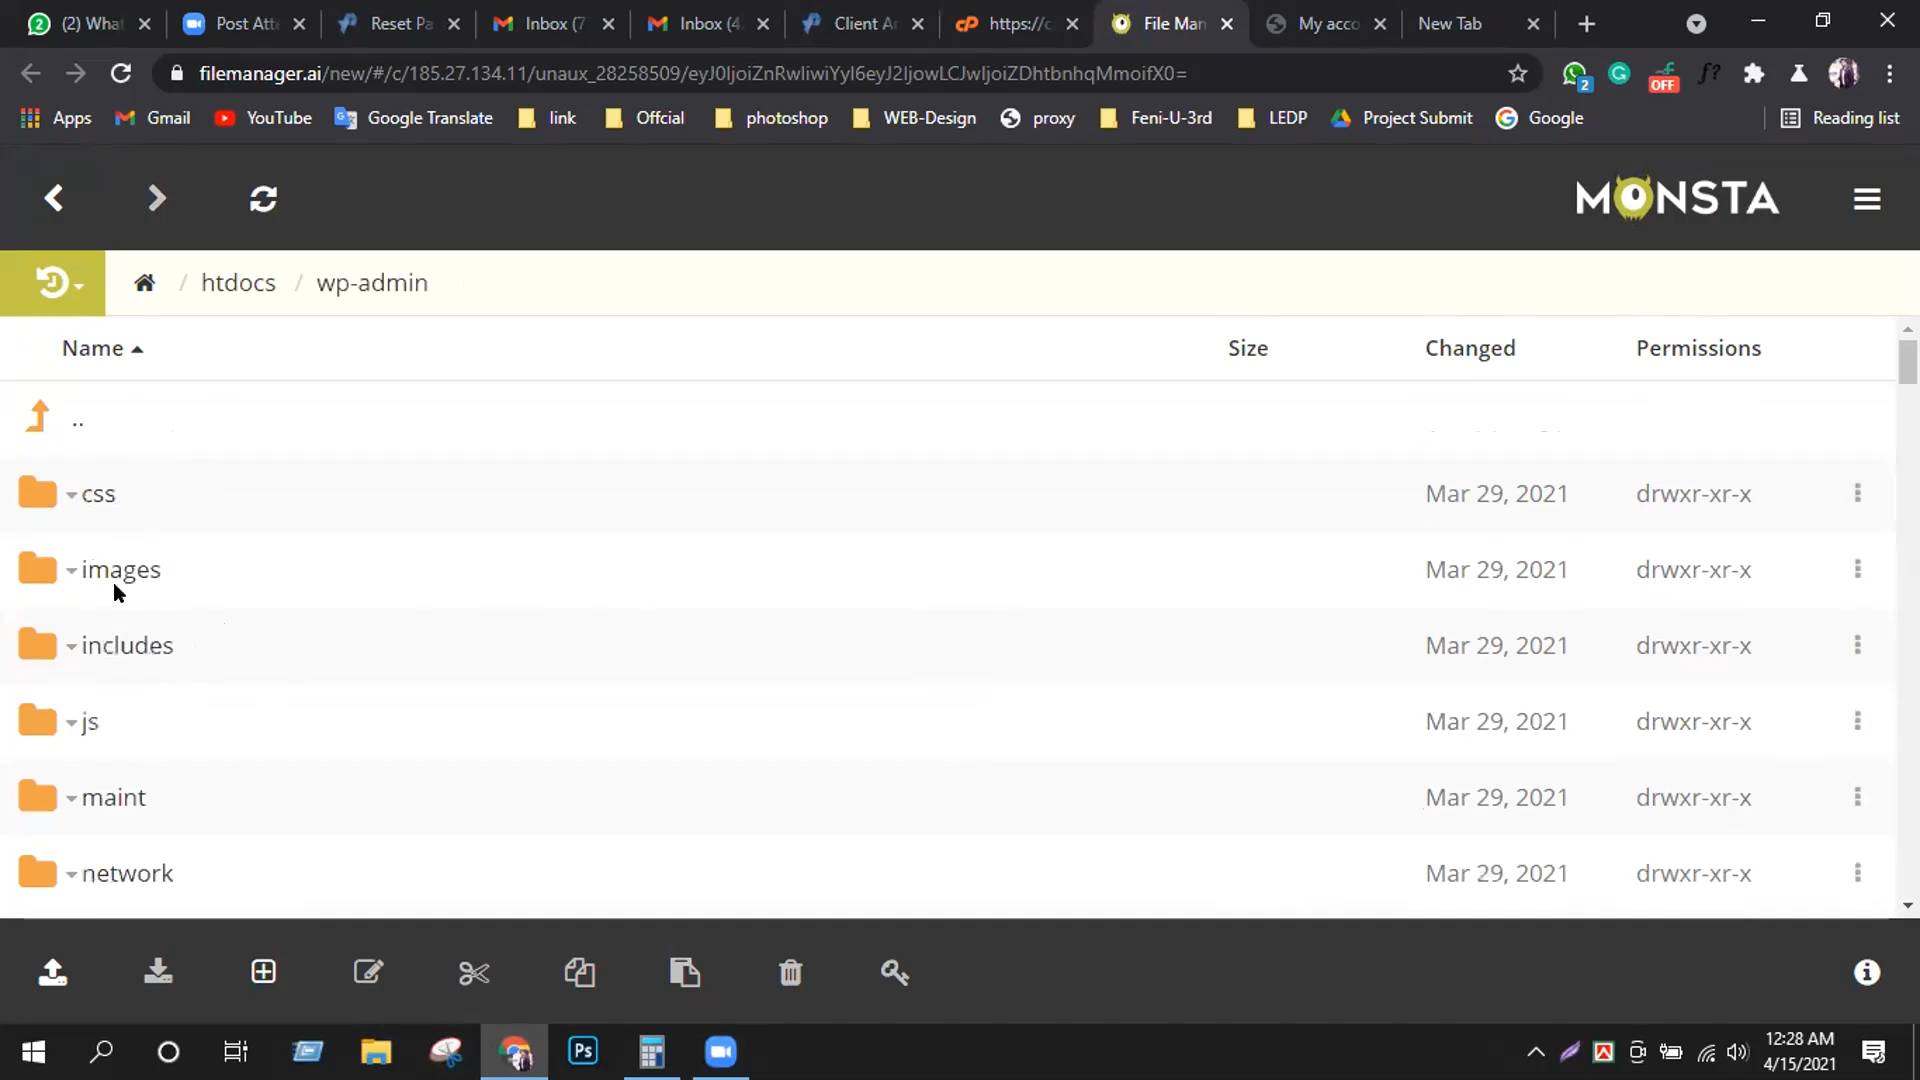 (2) What
Post Att
Reset Pa
Inbox (7
Inbox (4
Client A
https://c
File Man
My acco
New Tab
filemanager.ai/new/#/c/185.27.134.11/unaux_28258509/eyJ0IjoiZnRwIiwiYyI6eyJ2IjowLCJwIjoiZDhtbnhqMmoifX0=
2
OFF
f?
Apps
Gmail
YouTube
Google Translate
link
Offcial
photoshop
WEB-Design
proxy
Feni-U-3rd
LEDP
Project Submit
Google
Reading list
MONSTA
/ htdocs / wp-admin
Name Size Changed Permissions
..
css Mar 29, 2021 drwxr-xr-x
images Mar 29, 2021 drwxr-xr-x
includes Mar 29, 2021 drwxr-xr-x
js Mar 29, 2021 drwxr-xr-x
maint Mar 29, 2021 drwxr-xr-x
network Mar 29, 2021 drwxr-xr-x
Ps
12:28 AM
4/15/2021